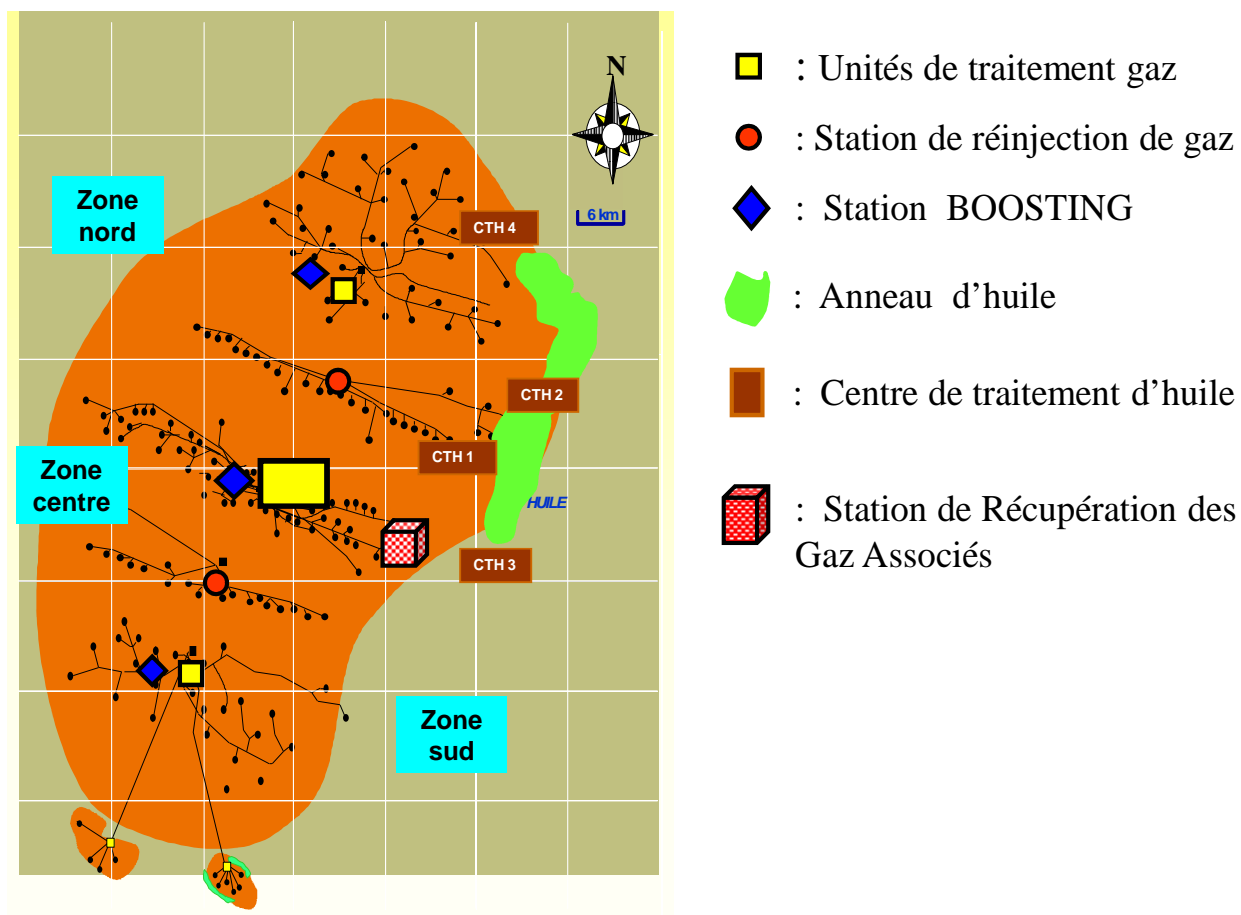 N
6 km
Zone
nord
CTH 4
CTH 2
CTH 1
Zone
centre
HUILE
CTH 3
Zone
sud
: Unités de traitement gaz
: Station de réinjection de gaz
: Station BOOSTING
: Anneau d’huile
: Centre de traitement d’huile
: Station de Récupération des
Gaz Associés